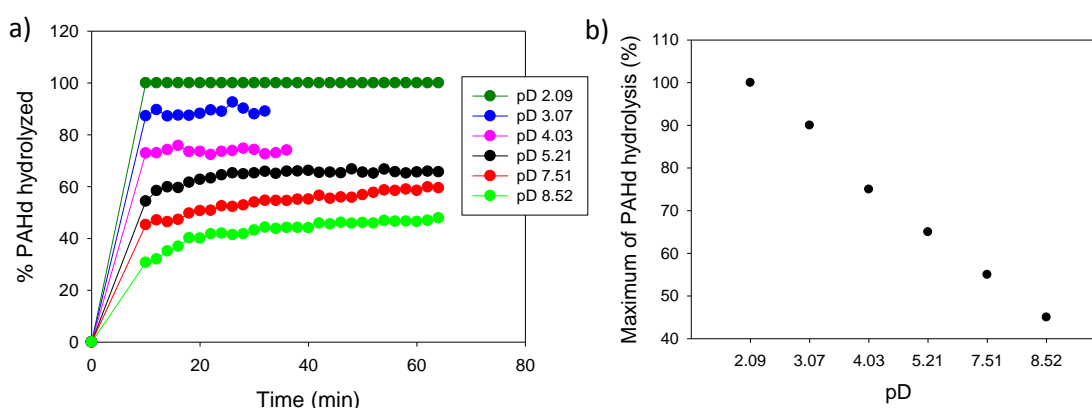 a)
% PAHd hydrolyzed
120
100
80
60
40
20
0
0
20
40
60
80
Time (min)
pD 2.09
pD 3.07
pD 4.03
pD 5.21
pD 7.51
pD 8.52
b)
Maximum of PAHd hydrolysis (%)
110
100
90
80
70
60
50
40
2.09
3.07
4.03
5.21
7.51
8.52
pD